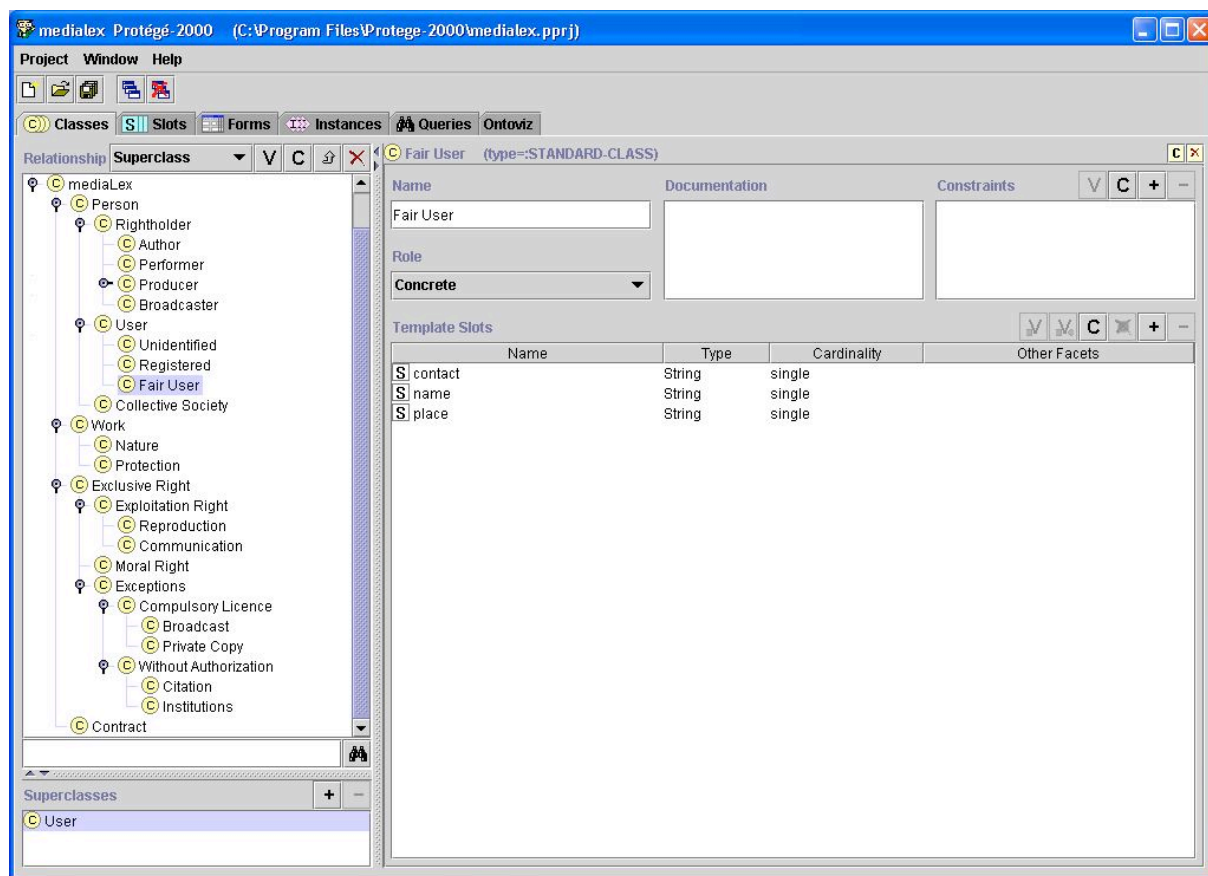 medialex Protégé-2000 (C:\Program Files\Protege-2000\medialex.pprj)
Project Window Help
C Classes S Slots Forms Instances Queries Ontoviz
Relationship Superclass V C
C mediaLex
C Person
C Rightholder
C Author
C Performer
C Producer
C Broadcaster
C User
C Unidentified
C Registered
C Fair User
C Collective Society
C Work
C Nature
C Protection
C Exclusive Right
C Exploitation Right
C Reproduction
C Communication
C Moral Right
C Exceptions
C Compulsory Licence
C Broadcast
C Private Copy
C Without Authorization
C Citation
C Institutions
C Contract
Superclasses + −
C User
C Fair User (type=:STANDARD-CLASS) C ×
Name Documentation Constraints V C + −
Fair User
Role
Concrete
Template Slots V V C + −
Name Type Cardinality Other Facets
S contact String single
S name String single
S place String single